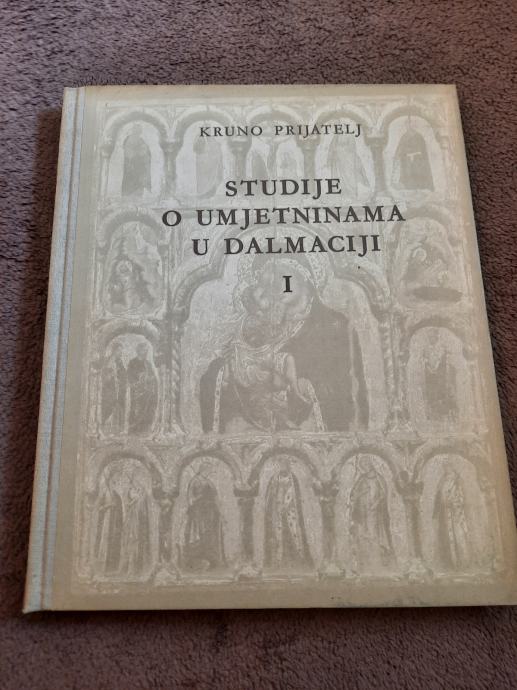 KRUNO PRIJATELJ
STUDIJE
O UMJETNINAMA
U DALMACIJI
I